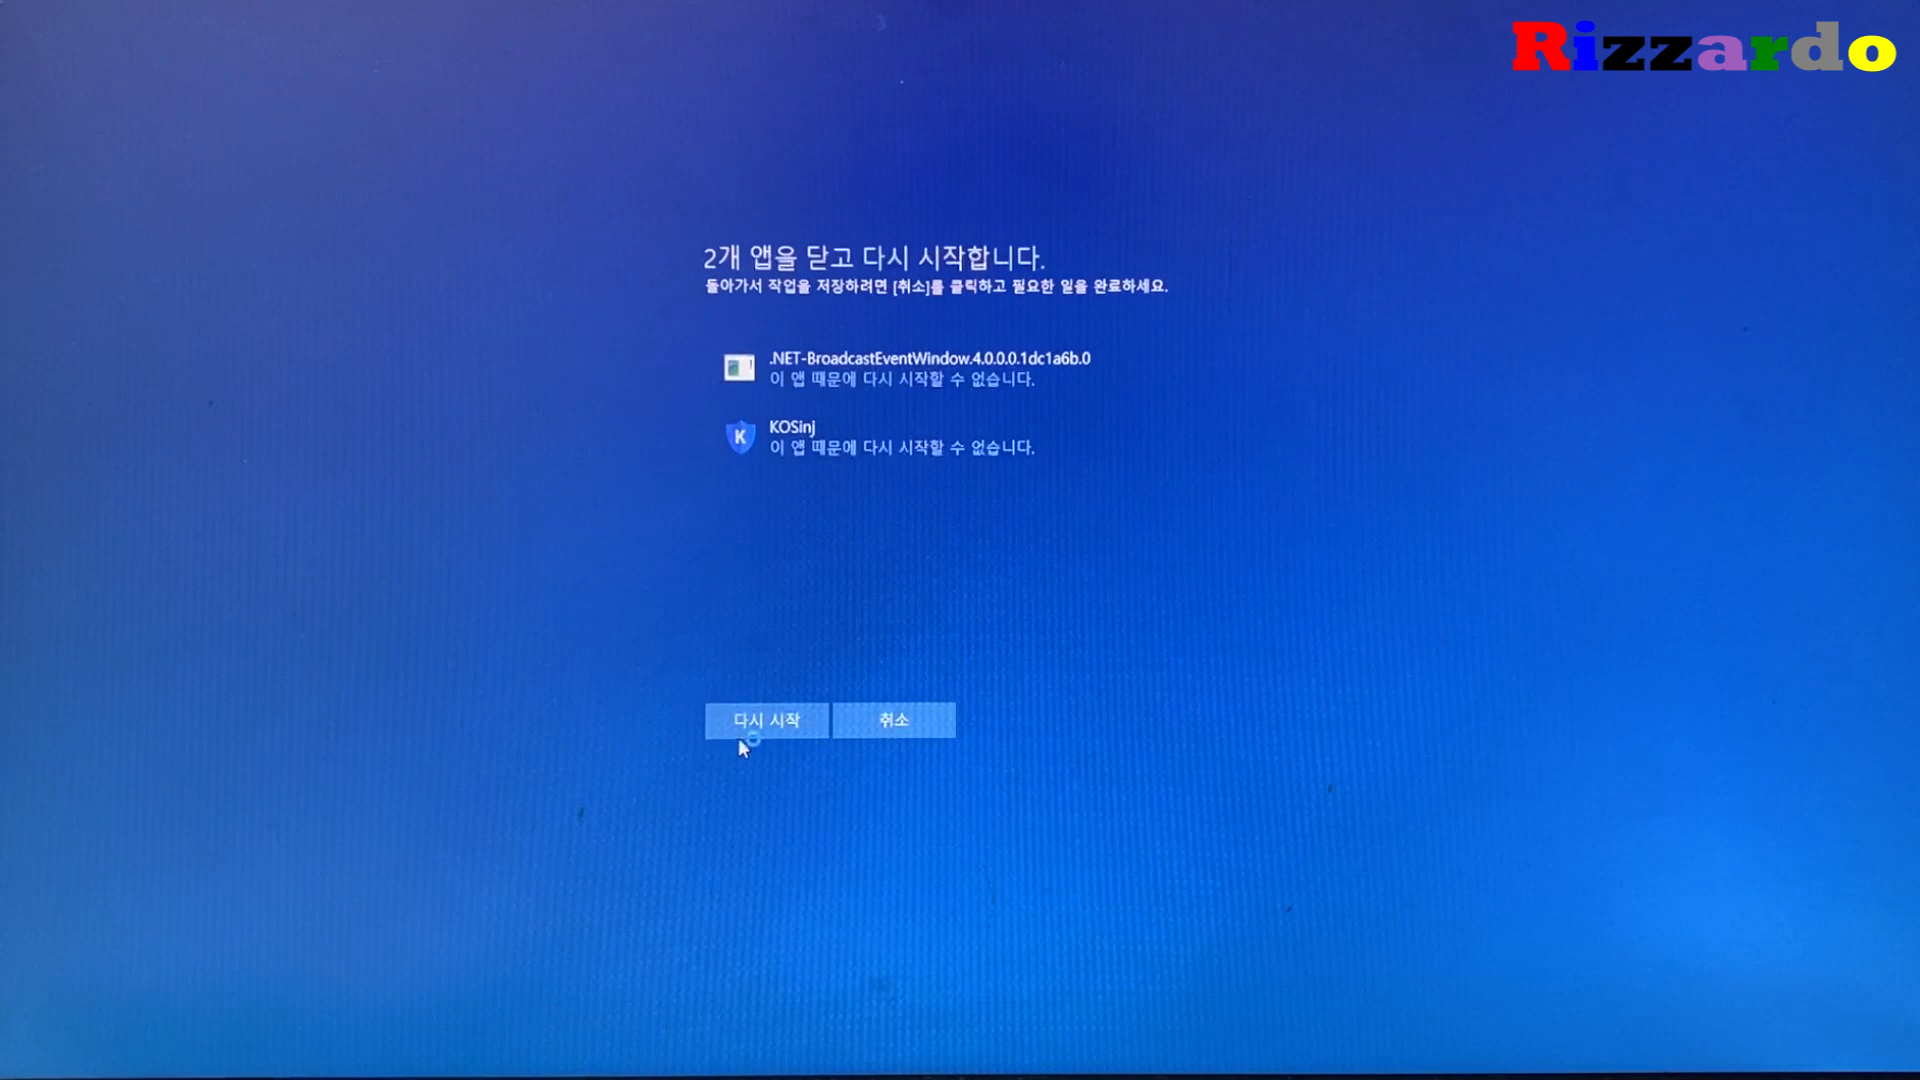 Rizzardo
2개 앱을 닫고 다시 시작합니다.
돌아가서 작업을 저장하려면 [취소]를 클릭하고 필요한 일을 완료하세요.
.NET-BroadcastEventWindow.4.0.0.0.1dc1a6b.0
이 앱 때문에 다시 시작할 수 없습니다.
K
KOSinj
이 앱 때문에 다시 시작할 수 없습니다.
다시 시작
취소